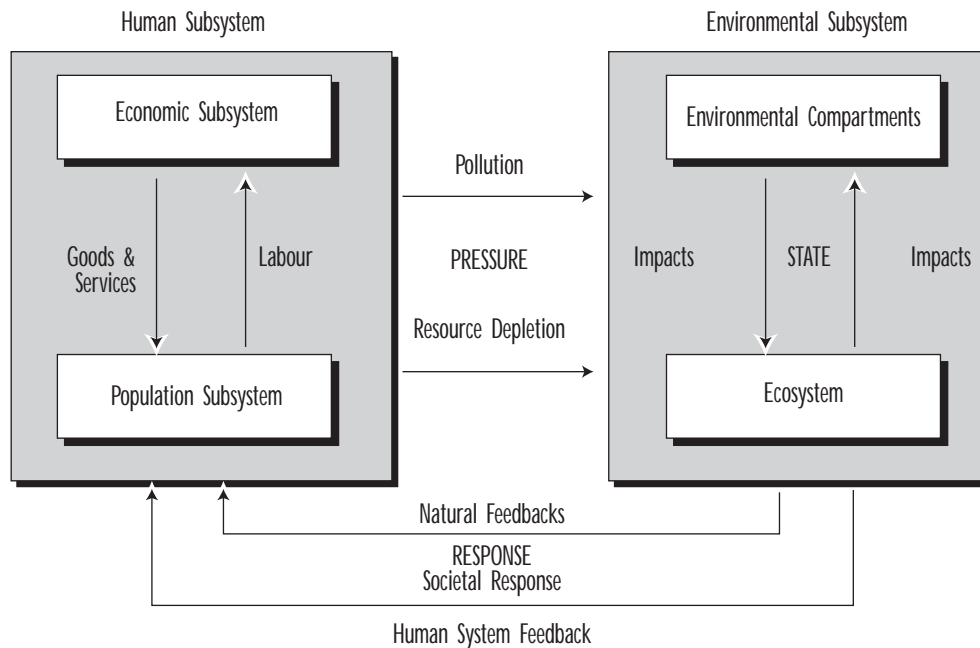 Human Subsystem
Environmental Subsystem
Economic Subsystem
Environmental Compartments
Pollution
Goods &
Services
Labour
PRESSURE
Impacts
STATE
Impacts
Resource Depletion
Population Subsystem
Ecosystem
Natural Feedbacks
RESPONSE
Societal Response
Human System Feedback